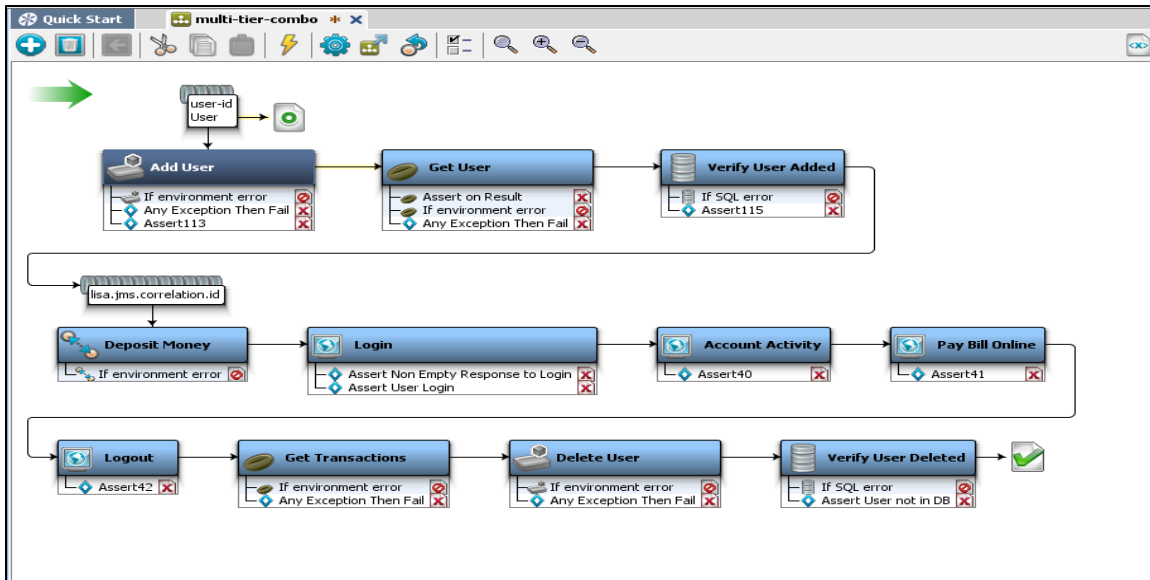 Quick Start
multi-tier-combo
user-id
User
Add User
If environment error
Any Exception Then Fail
Assert113
Get User
Assert on Result
If environment error
Any Exception Then Fail
Verify User Added
If SQL error
Assert115
lisa.jms.correlation.id
Deposit Money
If environment error
Login
Assert Non Empty Response to Login
Assert User Login
Account Activity
Assert40
Pay Bill Online
Assert41
Logout
Assert42
Get Transactions
If environment error
Any Exception Then Fail
Delete User
If environment error
Any Exception Then Fail
Verify User Deleted
If SQL error
Assert User not in DB